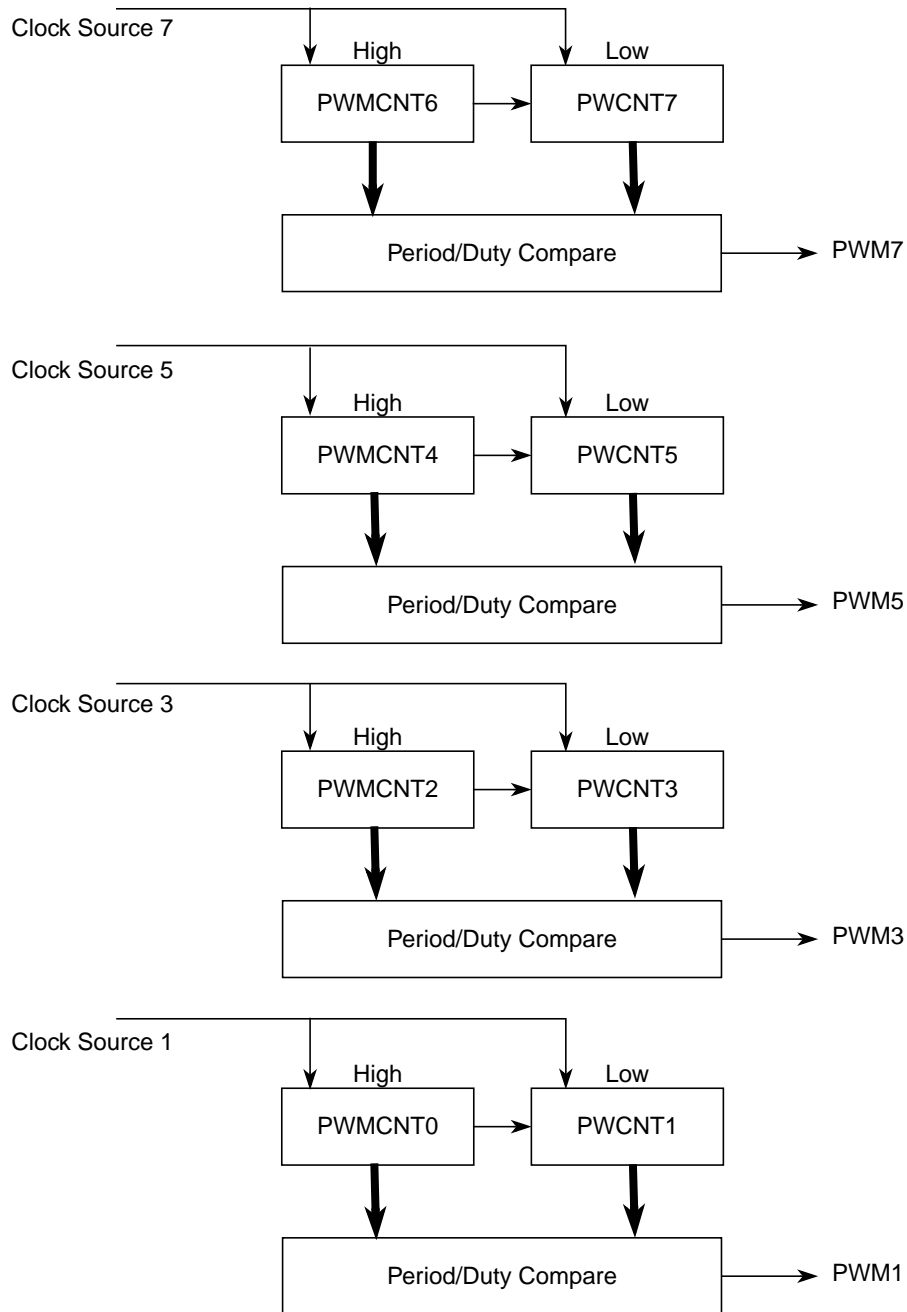 Clock Source 7
High
Low
PWMCNT6
PWCNT7
Period/Duty Compare
PWM7
Clock Source 5
High
Low
PWMCNT4
PWCNT5
Period/Duty Compare
PWM5
Clock Source 3
High
Low
PWMCNT2
PWCNT3
Period/Duty Compare
PWM3
Clock Source 1
High
Low
PWMCNT0
PWCNT1
Period/Duty Compare
PWM1